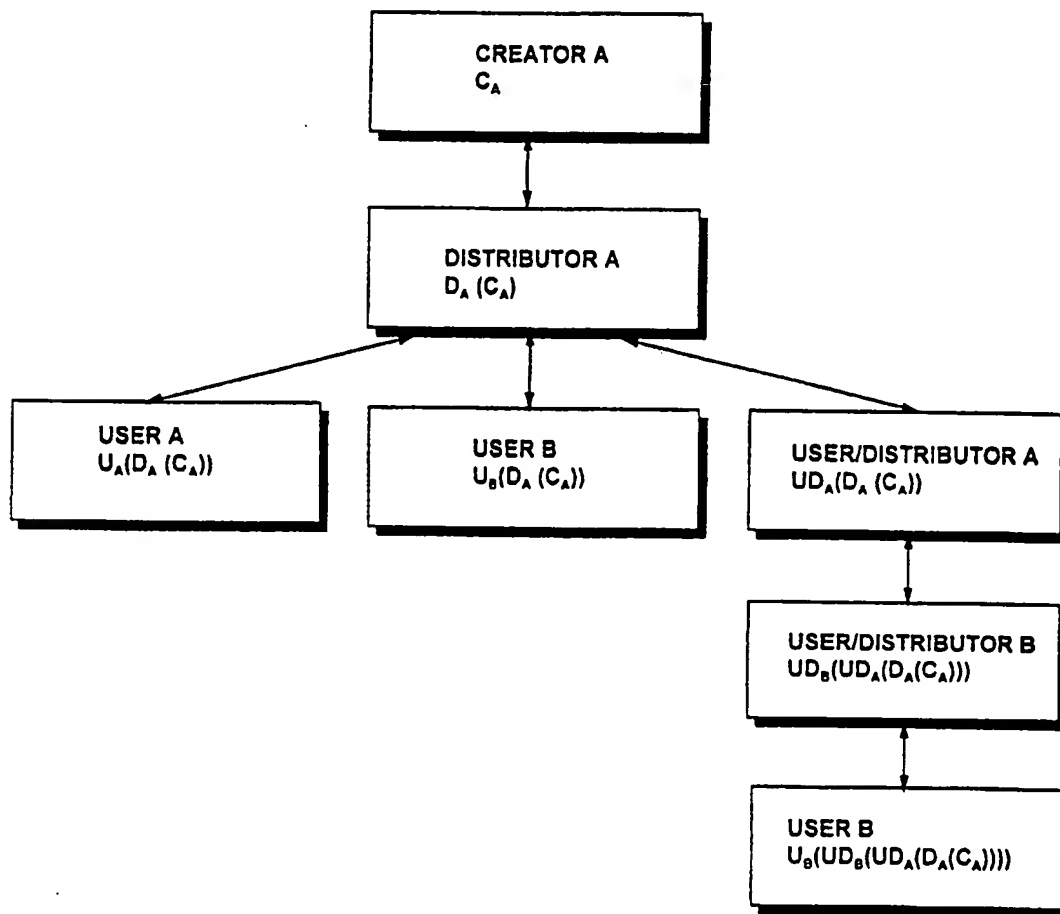 CREATOR A
C_A
DISTRIBUTOR A
D_A (C_A)
USER A
U_A(D_A (C_A))
USER B
U_B(D_A (C_A))
USER/DISTRIBUTOR A
UD_A(D_A (C_A))
USER/DISTRIBUTOR B
UD_B(UD_A(D_A(C_A)))
USER B
U_B(UD_B(UD_A(D_A(C_A))))